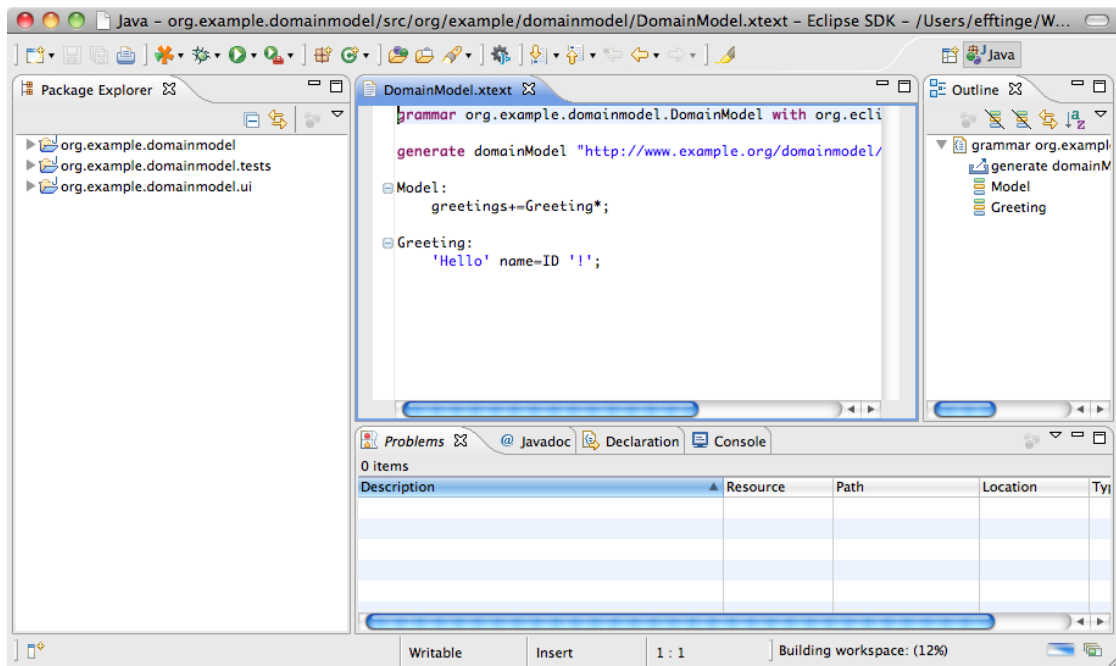 Java – org.example.domainmodel/src/org/example/domainmodel/DomainModel.xtext – Eclipse SDK – /Users/efftinge/W...
Java
Package Explorer
org.example.domainmodel
org.example.domainmodel.tests
org.example.domainmodel.ui
DomainModel.xtext
grammar org.example.domainmodel.DomainModel with org.ecli
generate domainModel "http://www.example.org/domainmodel/
Model:
greetings+=Greeting*;
Greeting:
'Hello' name=ID '!';
Outline
grammar org.exampl
generate domainM
Model
Greeting
Problems @ Javadoc Declaration Console
0 items
Description Resource Path Location Typ
Writable Insert 1 : 1 Building workspace: (12%)